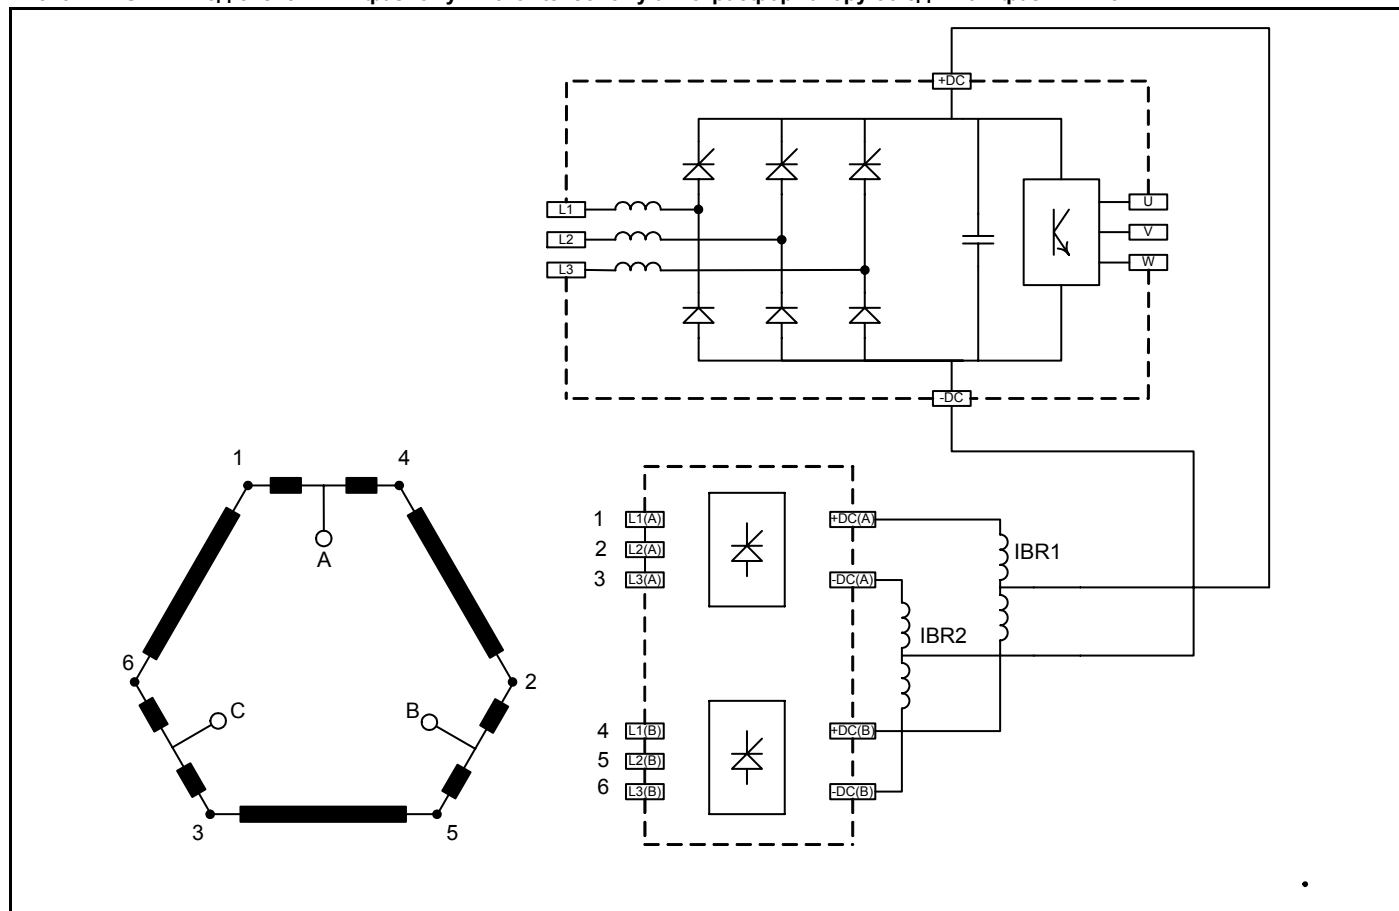 +DC
L1
L2
L3
U
V
W
-DC
1
4
A
6
2
C
B
3
5
1 L1(A) +DC(A)
2 L2(A)
3 L3(A) -DC(A)
IBR1
IBR2
4 L1(B) +DC(B)
5 L2(B)
6 L3(B) -DC(B)